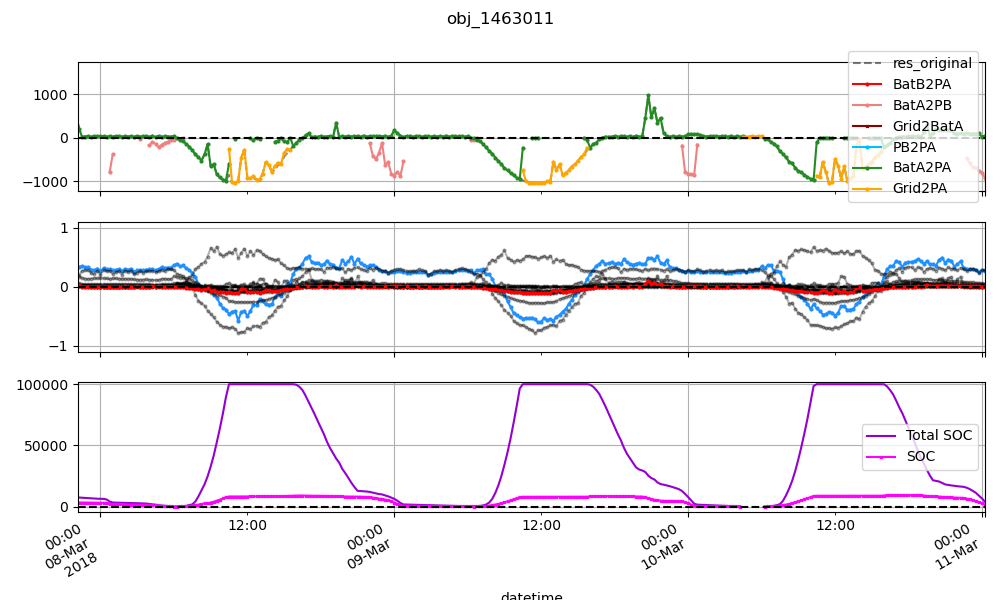 obj_1463011
1000
0
−1000
res_original
BatB2PA
BatA2PB
Grid2BatA
PB2PA
BatA2PA
Grid2PA
1
0
−1
100000
50000
0
Total SOC
SOC
00:00
08-Mar
2018
12:00
00:00
09-Mar
12:00
00:00
10-Mar
12:00
00:00
11-Mar
datetime